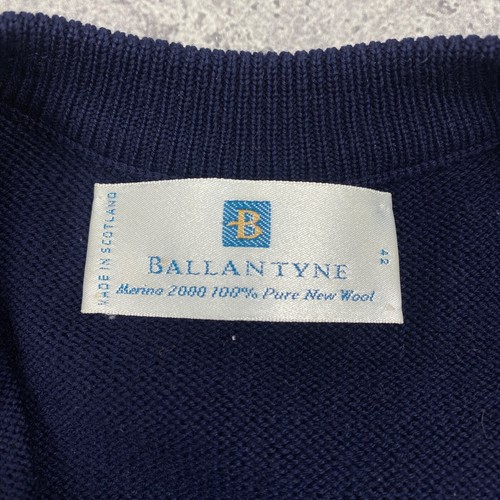 MADE IN SCOTLAND
B
BALLANTYNE
Merino 2000 100% Pure New Wool
42